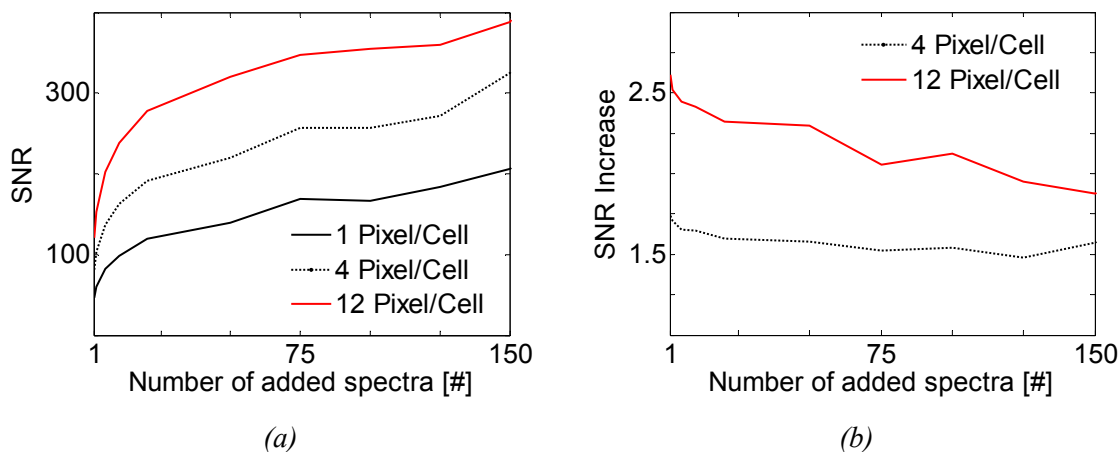 SNR
300
100
1 Pixel/Cell
4 Pixel/Cell
12 Pixel/Cell
1 75 150
Number of added spectra [#]
(a)
SNR Increase
2.5
1.5
4 Pixel/Cell
12 Pixel/Cell
1 75 150
Number of added spectra [#]
(b)